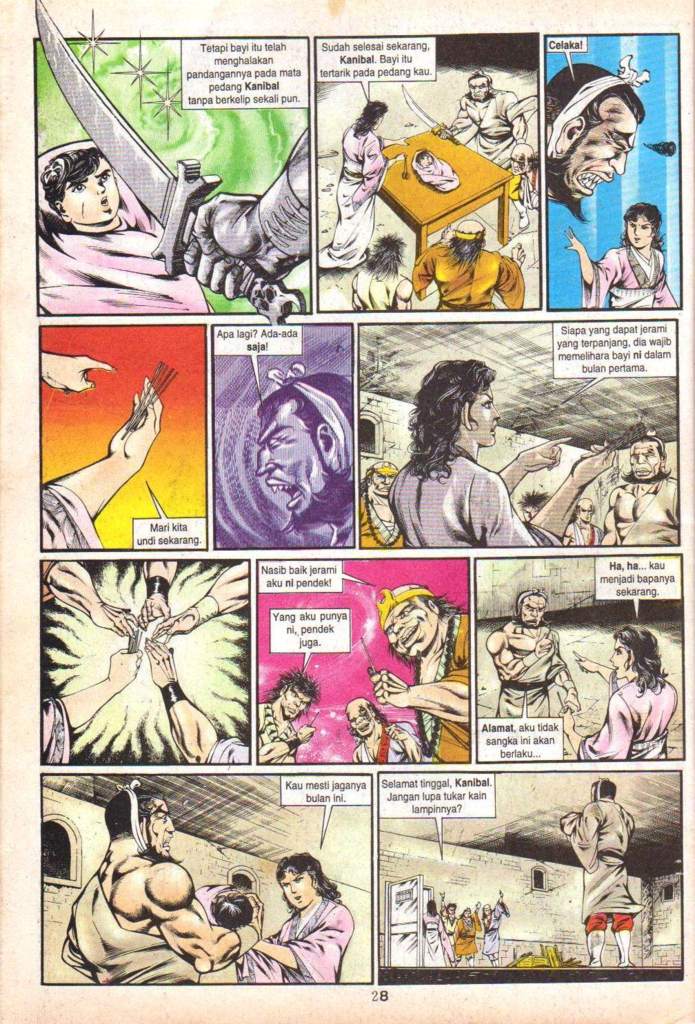 Tetapi bayi itu telah
menghalakan
pandangannya pada mata
pedang Kanibal
tanpa berkelip sekali pun.
Sudah selesai sekarang,
Kanibal. Bayi itu
tertarik pada pedang kau.
Celaka!
Mari kita
undi sekarang.
Apa lagi? Ada-ada
saja!
Siapa yang dapat jerami
yang terpanjang, dia wajib
memelihara bayi ni dalam
bulan pertama.
Nasib baik jerami
aku ni pendek!
Yang aku punya
ni, pendek
juga.
Ha, ha... kau
menjadi bapanya
sekarang.
Alamat, aku tidak
sangka ini akan
berlaku...
Kau mesti jaganya
bulan ini.
Selamat tinggal, Kanibal.
Jangan lupa tukar kain
lampinnya?
28